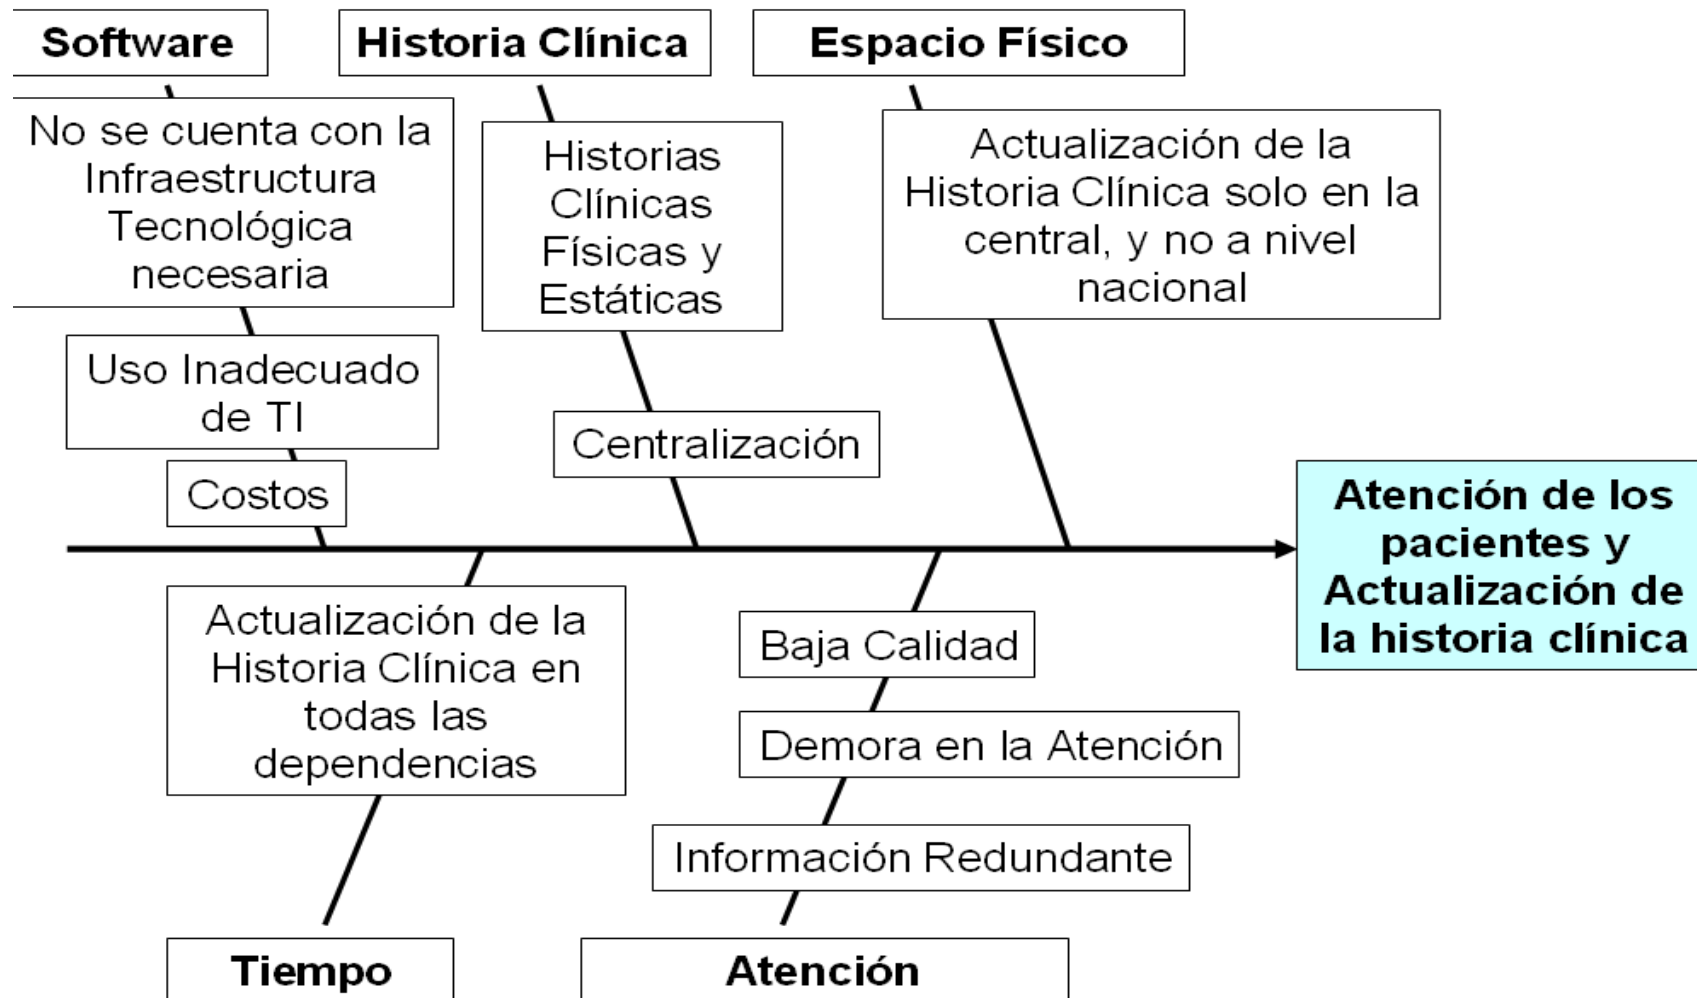 Software
Historia Clínica
Espacio Físico
No se cuenta con la
Infraestructura
Tecnológica
necesaria
Historias
Clínicas
Físicas y
Estáticas
Actualización de la
Historia Clínica solo en la
central, y no a nivel
nacional
Uso Inadecuado
de TI
Centralización
Costos
Atención de los
pacientes y
Actualización de
la historia clínica
Actualización de la
Historia Clínica en
todas las
dependencias
Baja Calidad
Demora en la Atención
Información Redundante
Tiempo
Atención